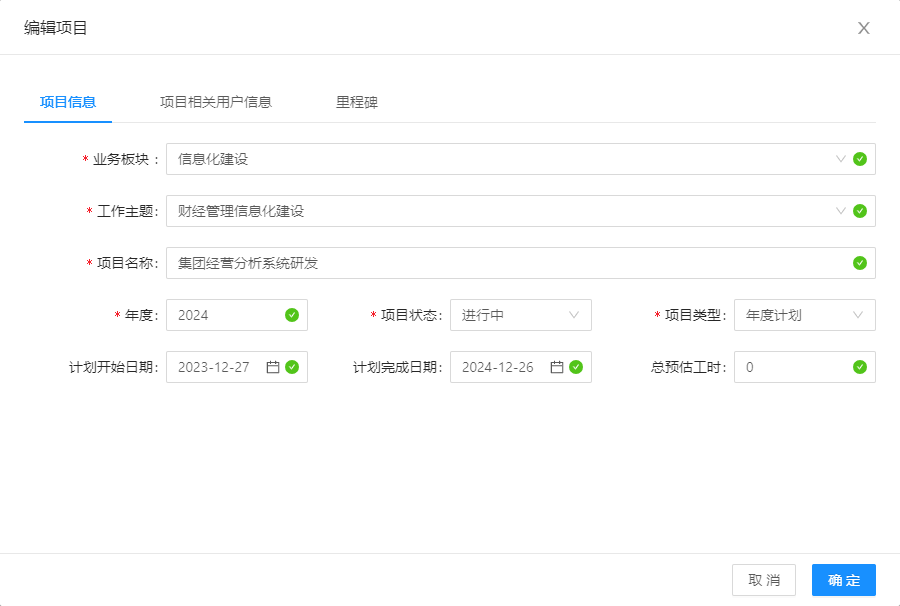 编辑项目
项目信息 项目相关用户信息 里程碑
* 业务板块 : 信息化建设
* 工作主题: 财经管理信息化建设
* 项目名称: 集团经营分析系统研发
* 年度: 2024 * 项目状态: 进行中 * 项目类型: 年度计划
计划开始日期: 2023-12-27 计划完成日期: 2024-12-26 总预估工时: 0
取消 确定